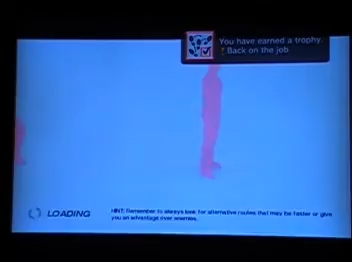 You have earned a trophy.
Back on the job
LOADING
HINT: Remember to always look for alternative routes that may be faster or give
you an advantage over enemies.